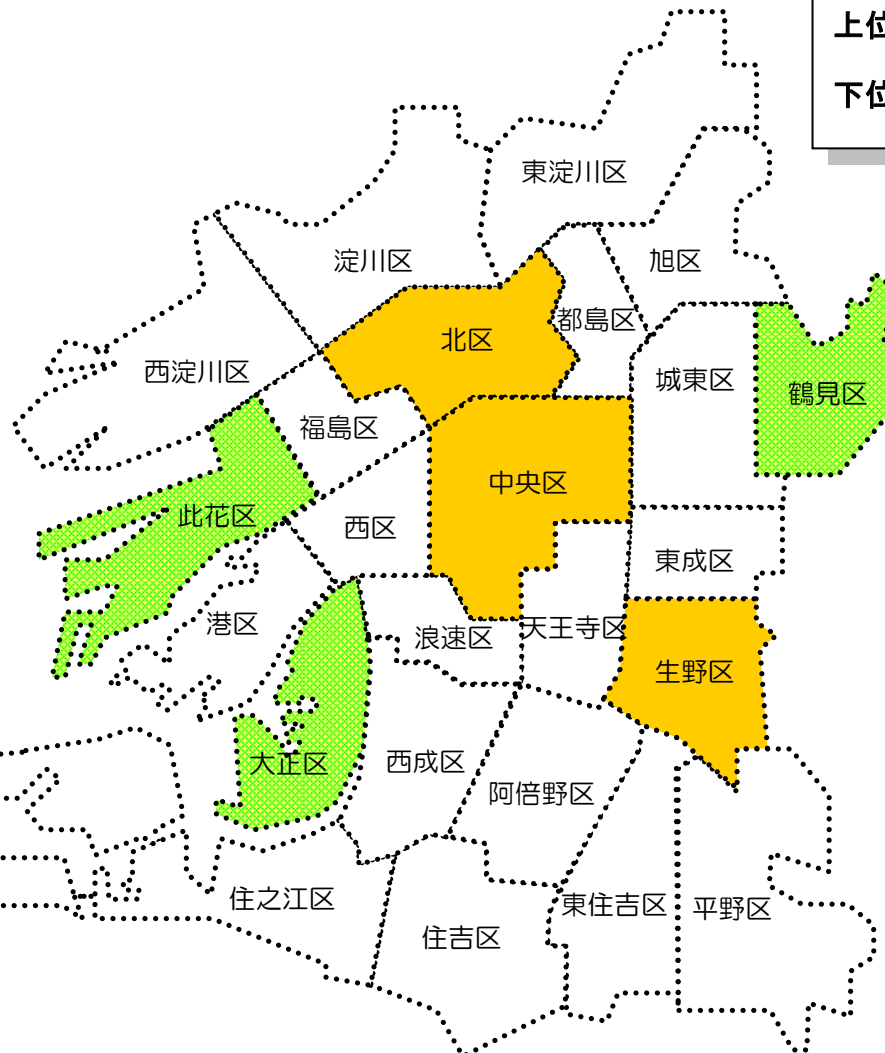 上位
下位
東淀川区
淀川区
旭区
都島区
北区
西淀川区
城東区
鶴見区
福島区
中央区
此花区
西区
東成区
港区
浪速区
天王寺区
生野区
大正区
西成区
阿倍野区
住之江区
東住吉区
平野区
住吉区